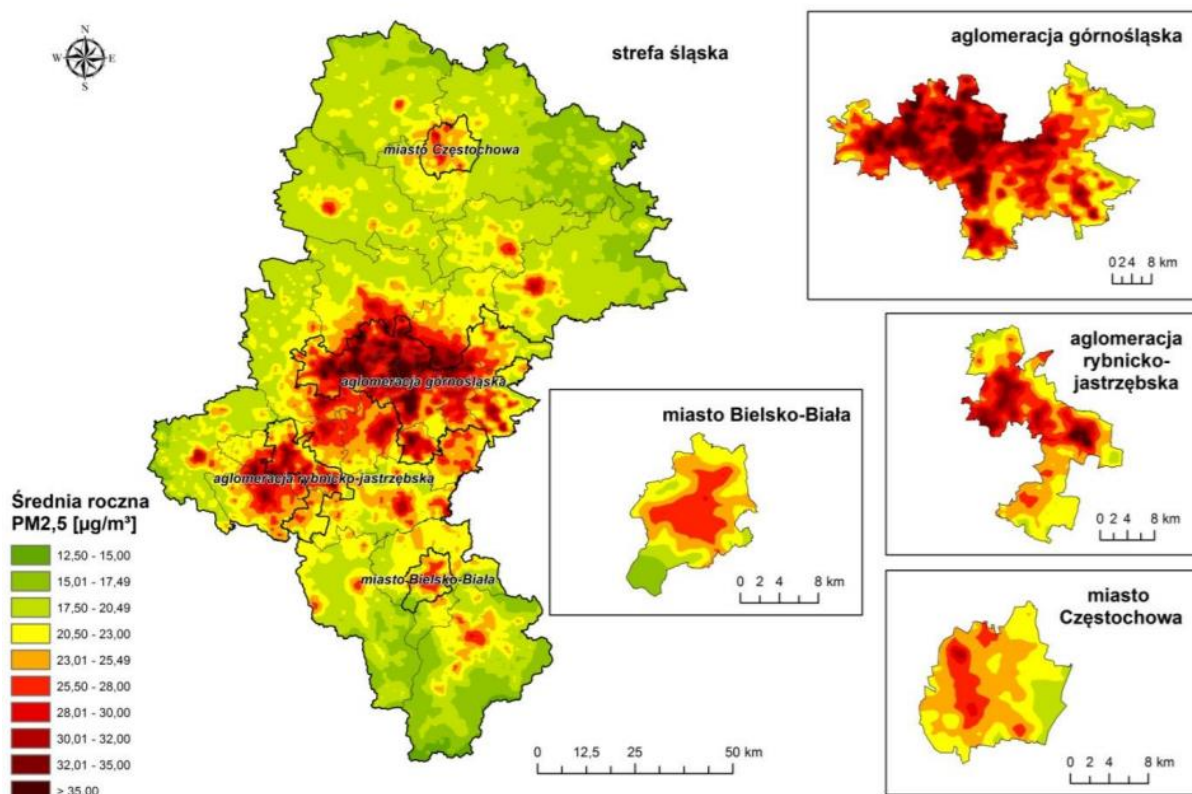 N
W E
S
strefa śląska
miasto Częstochowa
aglomeracja górnośląska
aglomeracja rybnicko-jastrzębska
miasto Bielsko-Biała
Średnia roczna
PM2,5 [µg/m³]
12,50 - 15,00
15,01 - 17,49
17,50 - 20,49
20,50 - 23,00
23,01 - 25,49
25,50 - 28,00
28,01 - 30,00
30,01 - 32,00
32,01 - 35,00
> 35,00
0 12,5 25 50 km
miasto Bielsko-Biała
0 2 4 8 km
aglomeracja górnośląska
0 2 4 8 km
aglomeracja
rybnicko-
jastrzębska
0 2 4 8 km
miasto
Częstochowa
0 2 4 8 km